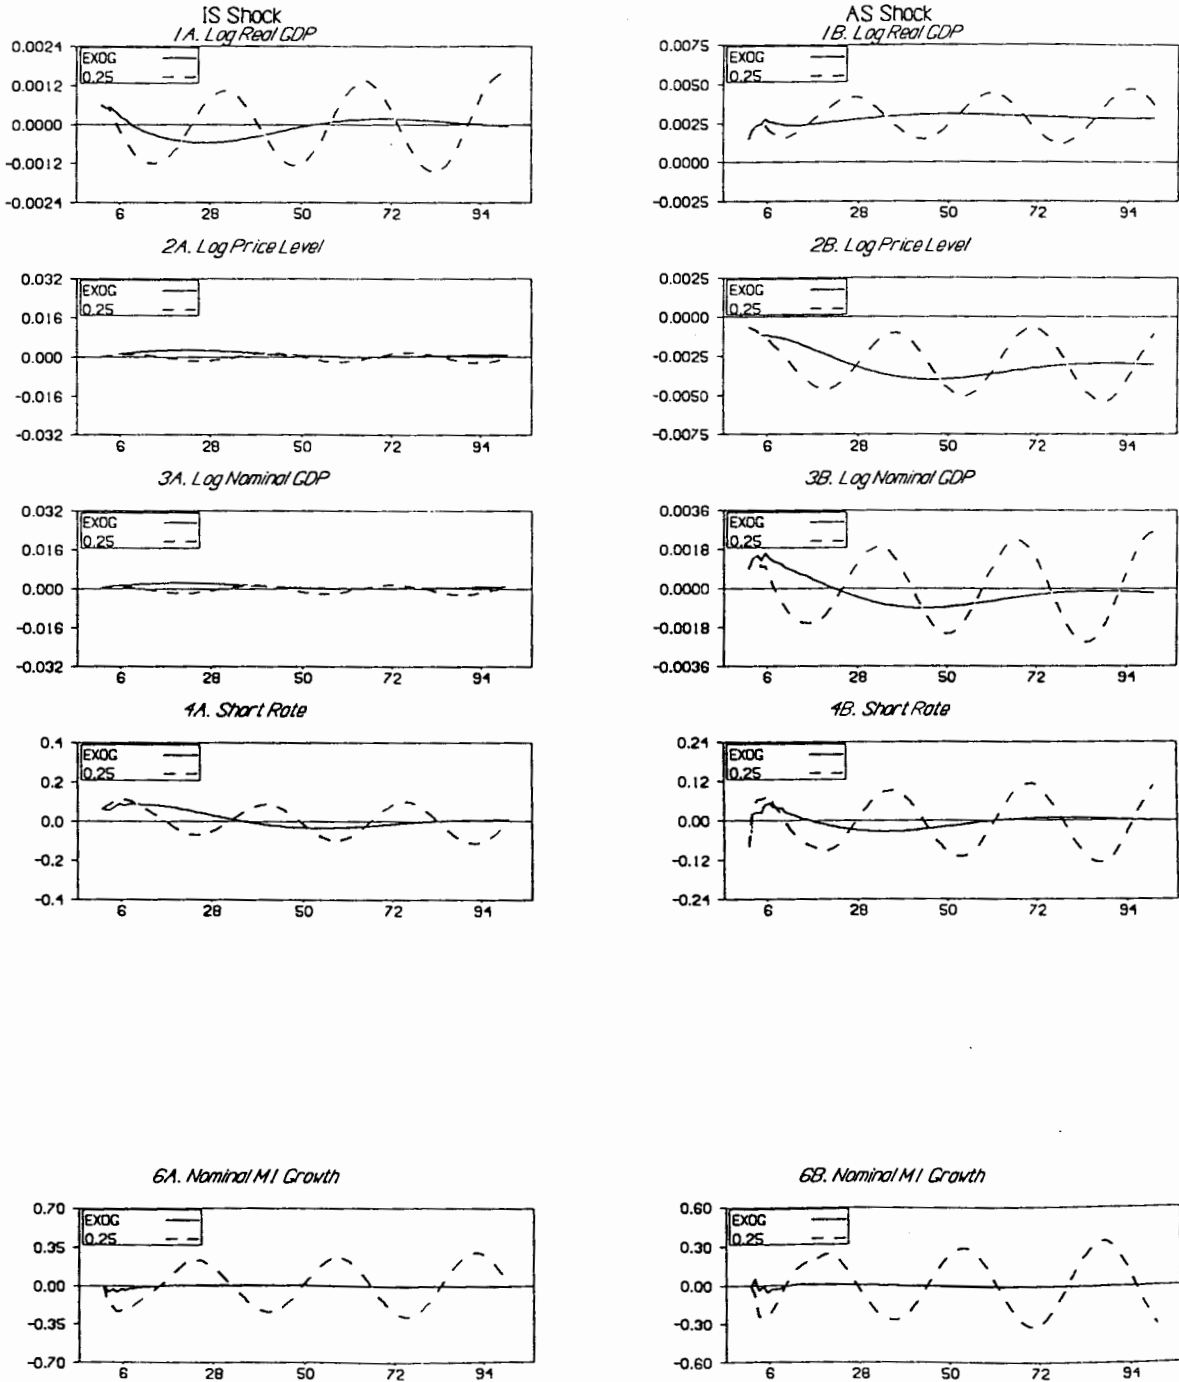 IS Shock
1A. Log Real GDP
0.0024
0.0012
0.0000
-0.0012
-0.0024
EXOG
0.25
6 28 50 72 94
AS Shock
1B. Log Real GDP
0.0075
0.0050
0.0025
0.0000
-0.0025
EXOG
0.25
6 28 50 72 94
2A. Log Price Level
0.032
0.016
0.000
-0.016
-0.032
EXOG
0.25
6 28 50 72 94
2B. Log Price Level
0.0025
0.0000
-0.0025
-0.0050
-0.0075
EXOG
0.25
6 28 50 72 94
3A. Log Nominal GDP
0.032
0.016
0.000
-0.016
-0.032
EXOG
0.25
6 28 50 72 94
3B. Log Nominal GDP
0.0036
0.0018
0.0000
-0.0018
-0.0036
EXOG
0.25
6 28 50 72 94
4A. Short Rate
0.4
0.2
0.0
-0.2
-0.4
EXOG
0.25
6 28 50 72 94
4B. Short Rate
0.24
0.12
0.00
-0.12
-0.24
EXOG
0.25
6 28 50 72 94
6A. Nominal M1 Growth
0.70
0.35
0.00
-0.35
-0.70
EXOG
0.25
6 28 50 72 94
6B. Nominal M1 Growth
0.60
0.30
0.00
-0.30
-0.60
EXOG
0.25
6 28 50 72 94